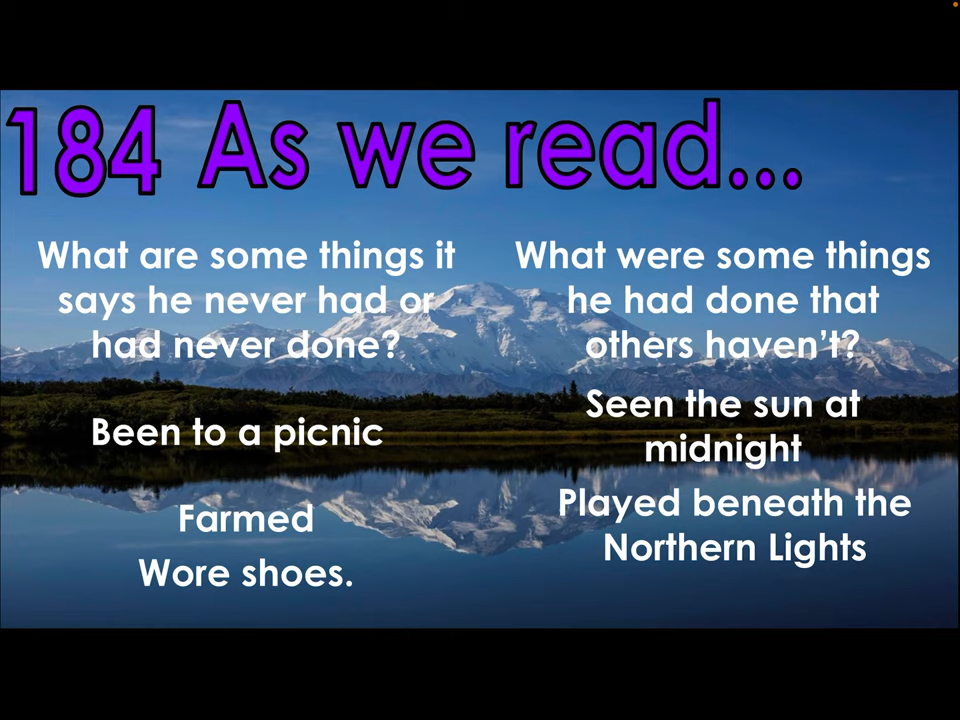 184 As we read...
What are some things it
says he never had or
had never done?
Been to a picnic
Farmed
Wore shoes.
What were some things
he had done that
others haven't?
Seen the sun at
midnight
Played beneath the
Northern Lights